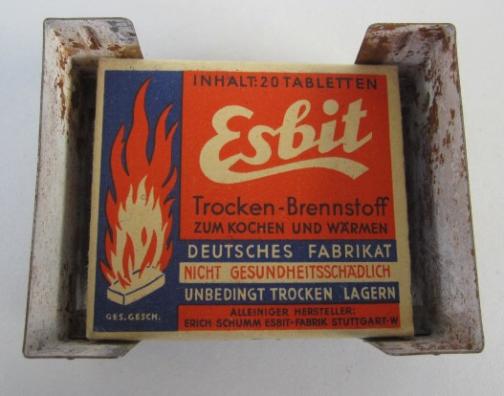 INHALT: 20 TABLETTEN
Esbit
Trocken-Brennstoff
ZUM KOCHEN UND WÄRMEN
DEUTSCHES FABRIKAT
NICHT GESUNDHEITSSCHÄDLICH
UNBEDINGT TROCKEN LAGERN
GES. GESCH.
ALLEINIGER HERSTELLER:
ERICH SCHUMM ESBIT-FABRIK STUTTGART-W